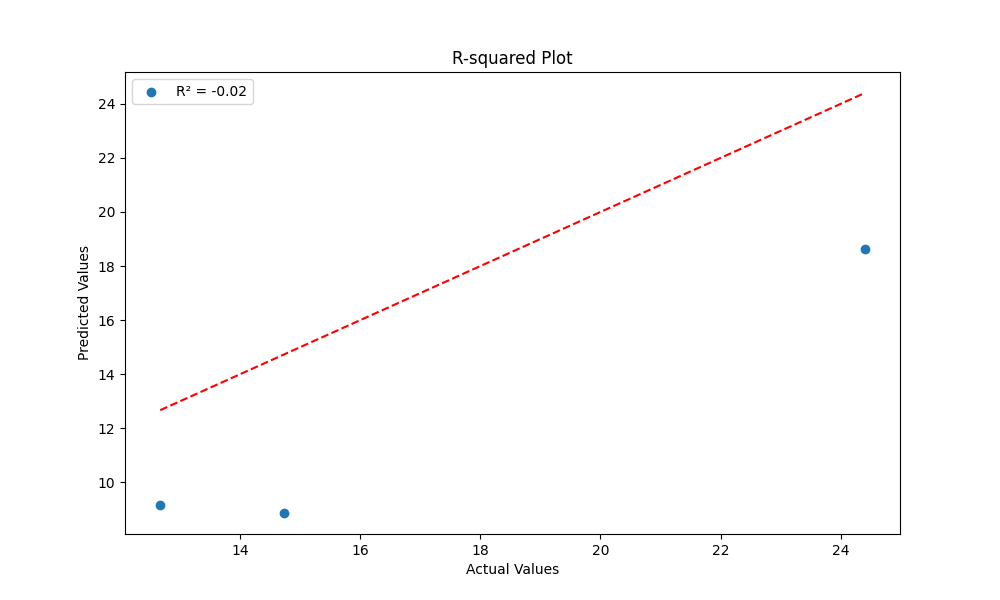 R-squared Plot
R² = -0.02
24
22
20
18
16
14
12
10
Predicted Values
14 16 18 20 22 24
Actual Values